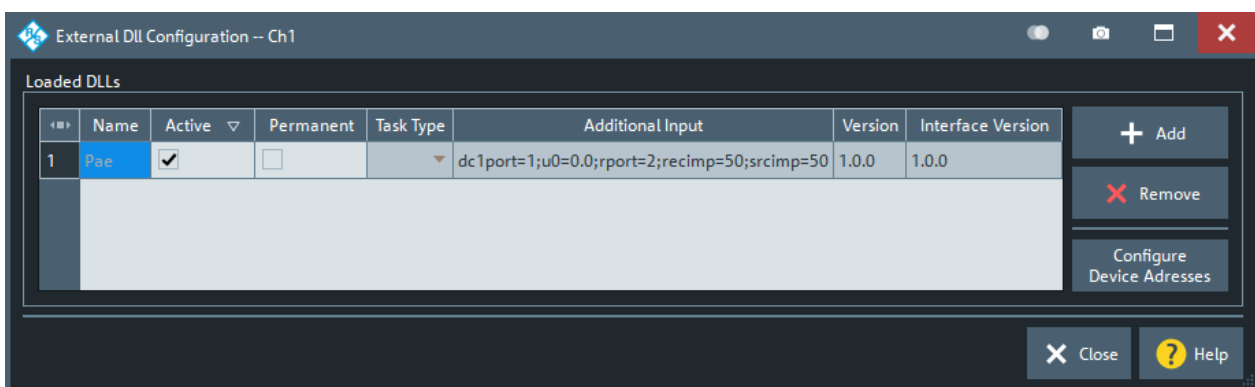 External Dll Configuration -- Ch1
Loaded DLLs
Name Active Permanent Task Type Additional Input Version Interface Version
1 Pae dc1port=1;u0=0.0;rport=2;recimp=50;srcimp=50 1.0.0 1.0.0
Add
Remove
Configure
Device Adresses
Close Help